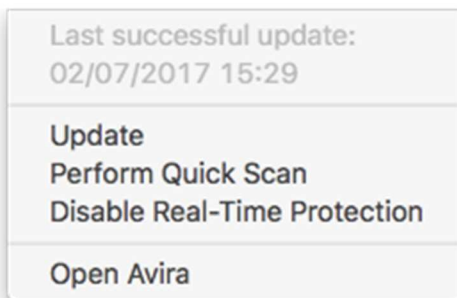 Last successful update:
02/07/2017 15:29
Update
Perform Quick Scan
Disable Real-Time Protection
Open Avira